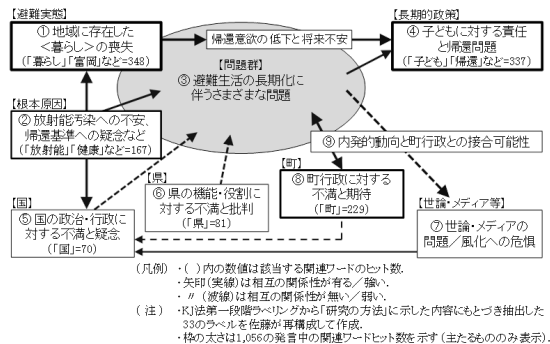 【避難実態】
① 地域に存在した
<暮らし>の喪失
(「暮らし」「富岡」など=348)
帰還意欲の低下と将来不安
【長期的政策】
④ 子どもに対する責任
と帰還問題
(「子ども」「帰還」など=337)
【問題群】
③ 避難生活の長期化に
伴うさまざまな問題
【根本原因】
② 放射能汚染への不安、
帰還基準への疑念など
(「放射能」「健康」など=167)
⑨ 内発的動向と町行政との接合可能性
【国】
⑤ 国の政治・行政に
対する不満と疑念
(「国」=70)
【県】
⑥ 県の機能・役割に
対する不満と批判
(「県」=81)
【町】
⑧ 町行政に対する
不満と期待
(「町」=229)
【世論・メディア等】
⑦ 世論・メディアの
問題/風化への危惧
(凡例) ・( )内の数値は該当する関連ワードのヒット数.
・矢印(実線)は相互の関係性が有る/強い.
・ 〃 (波線)は相互の関係性が無い/弱い.
( 注 ) ・KJ法第一段階ラベリングから「研究の方法」に示した内容にもとづき抽出した
33のラベルを佐藤が再構成して作成.
・枠の太さは1,056の発言中の関連ワードヒット数を示す(主たるもののみ表示).